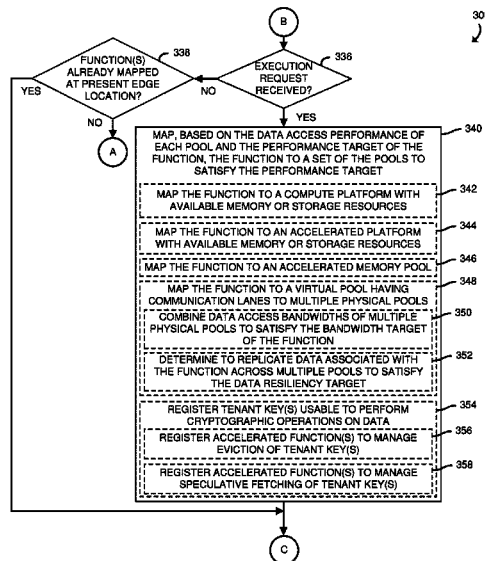 30
B
338
FUNCTION(S)
ALREADY MAPPED
AT PRESENT EDGE
LOCATION?
YES
NO
A
336
EXECUTION
REQUEST
RECEIVED?
NO
YES
340
MAP, BASED ON THE DATA ACCESS PERFORMANCE OF
EACH POOL AND THE PERFORMANCE TARGET OF THE
FUNCTION, THE FUNCTION TO A SET OF THE POOLS TO
SATISFY THE PERFORMANCE TARGET
342
MAP THE FUNCTION TO A COMPUTE PLATFORM WITH
AVAILABLE MEMORY OR STORAGE RESOURCES
344
MAP THE FUNCTION TO AN ACCELERATED PLATFORM
WITH AVAILABLE MEMORY OR STORAGE RESOURCES
346
MAP THE FUNCTION TO AN ACCELERATED MEMORY POOL
348
MAP THE FUNCTION TO A VIRTUAL POOL HAVING
COMMUNICATION LANES TO MULTIPLE PHYSICAL POOLS
350
COMBINE DATA ACCESS BANDWIDTHS OF MULTIPLE
PHYSICAL POOLS TO SATISFY THE BANDWIDTH TARGET
OF THE FUNCTION
352
DETERMINE TO REPLICATE DATA ASSOCIATED WITH
THE FUNCTION ACROSS MULTIPLE POOLS TO SATISFY
THE DATA RESILIENCY TARGET
354
REGISTER TENANT KEY(S) USABLE TO PERFORM
CRYPTOGRAPHIC OPERATIONS ON DATA
356
REGISTER ACCELERATED FUNCTION(S) TO MANAGE
EVICTION OF TENANT KEY(S)
358
REGISTER ACCELERATED FUNCTION(S) TO MANAGE
SPECULATIVE FETCHING OF TENANT KEY(S)
C